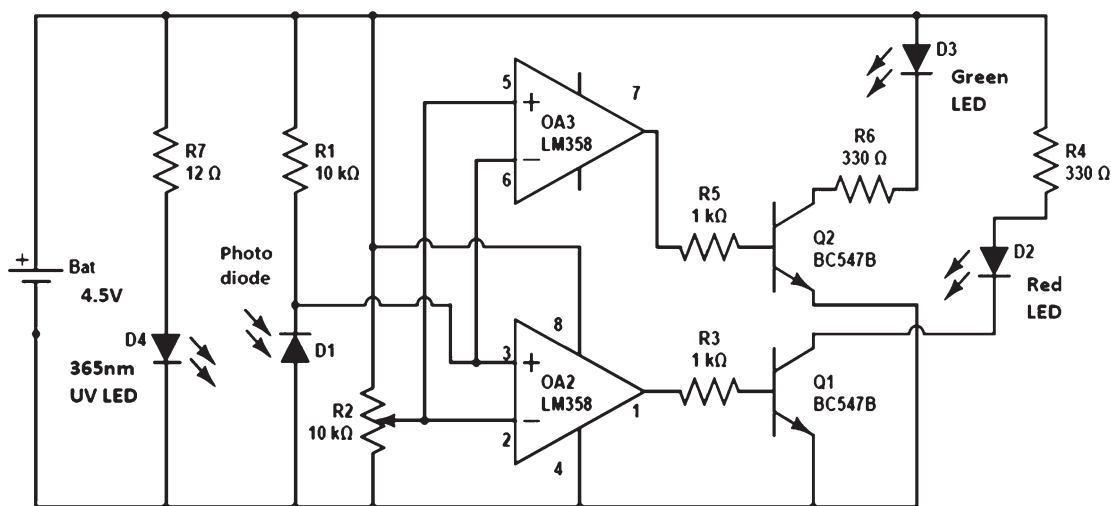 D3
Green
LED
5
7
+
OA3
LM358
−
6
R7
12 Ω
R1
10 kΩ
R6
330 Ω
R4
330 Ω
R5
1 kΩ
Photo
diode
Q2
BC547B
D2
Red
LED
+
Bat
4.5V
D4
365nm
UV LED
D1
8
3
+
OA2
LM358
−
2
1
4
R2
10 kΩ
R3
1 kΩ
Q1
BC547B